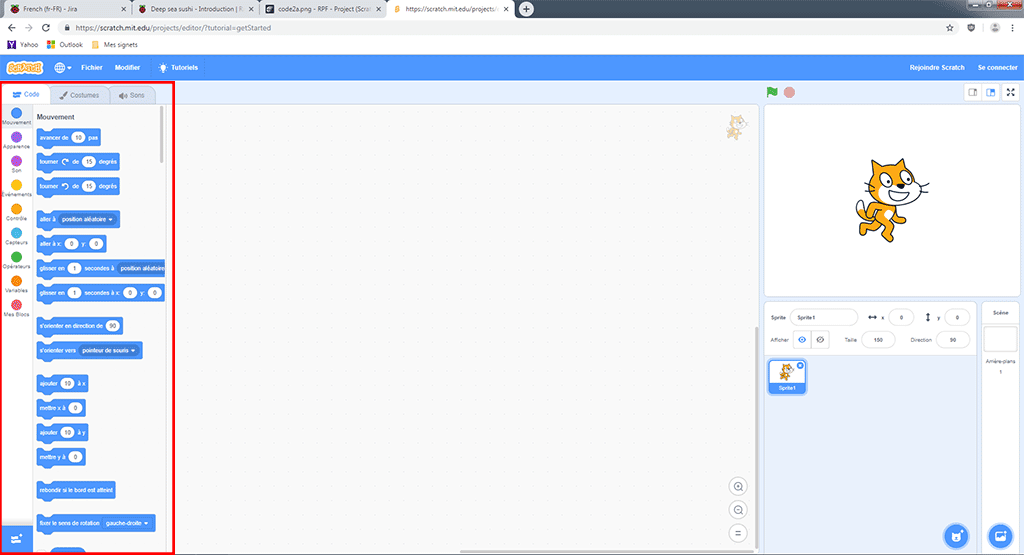 French (fr-FR) - Jira
Deep sea sushi - Introduction | R
code2a.png - RPF - Project (Scrat
https://scratch.mit.edu/projects/e
https://scratch.mit.edu/projects/editor/?tutorial=getStarted
Yahoo Outlook Mes signets
SCRATCH Fichier Modifier Tutoriels Rejoindre Scratch Se connecter
Code Costumes Sons
Mouvement
Apparence
Son
Événements
Contrôle
Capteurs
Opérateurs
Variables
Mes Blocs
Mouvement
avancer de 10 pas
tourner de 15 degrés
tourner de 15 degrés
aller à position aléatoire
aller à x: 0 y: 0
glisser en 1 secondes à position aléatoire
glisser en 1 secondes à x: 0 y: 0
s'orienter en direction de 90
s'orienter vers pointeur de souris
ajouter 10 à x
mettre x à 0
ajouter 10 à y
mettre y à 0
rebondir si le bord est atteint
fixer le sens de rotation gauche-droite
Sprite Sprite1 x 0 y 0
Afficher Taille 150 Direction 90
Sprite1
Scène
Arrière-plans
1